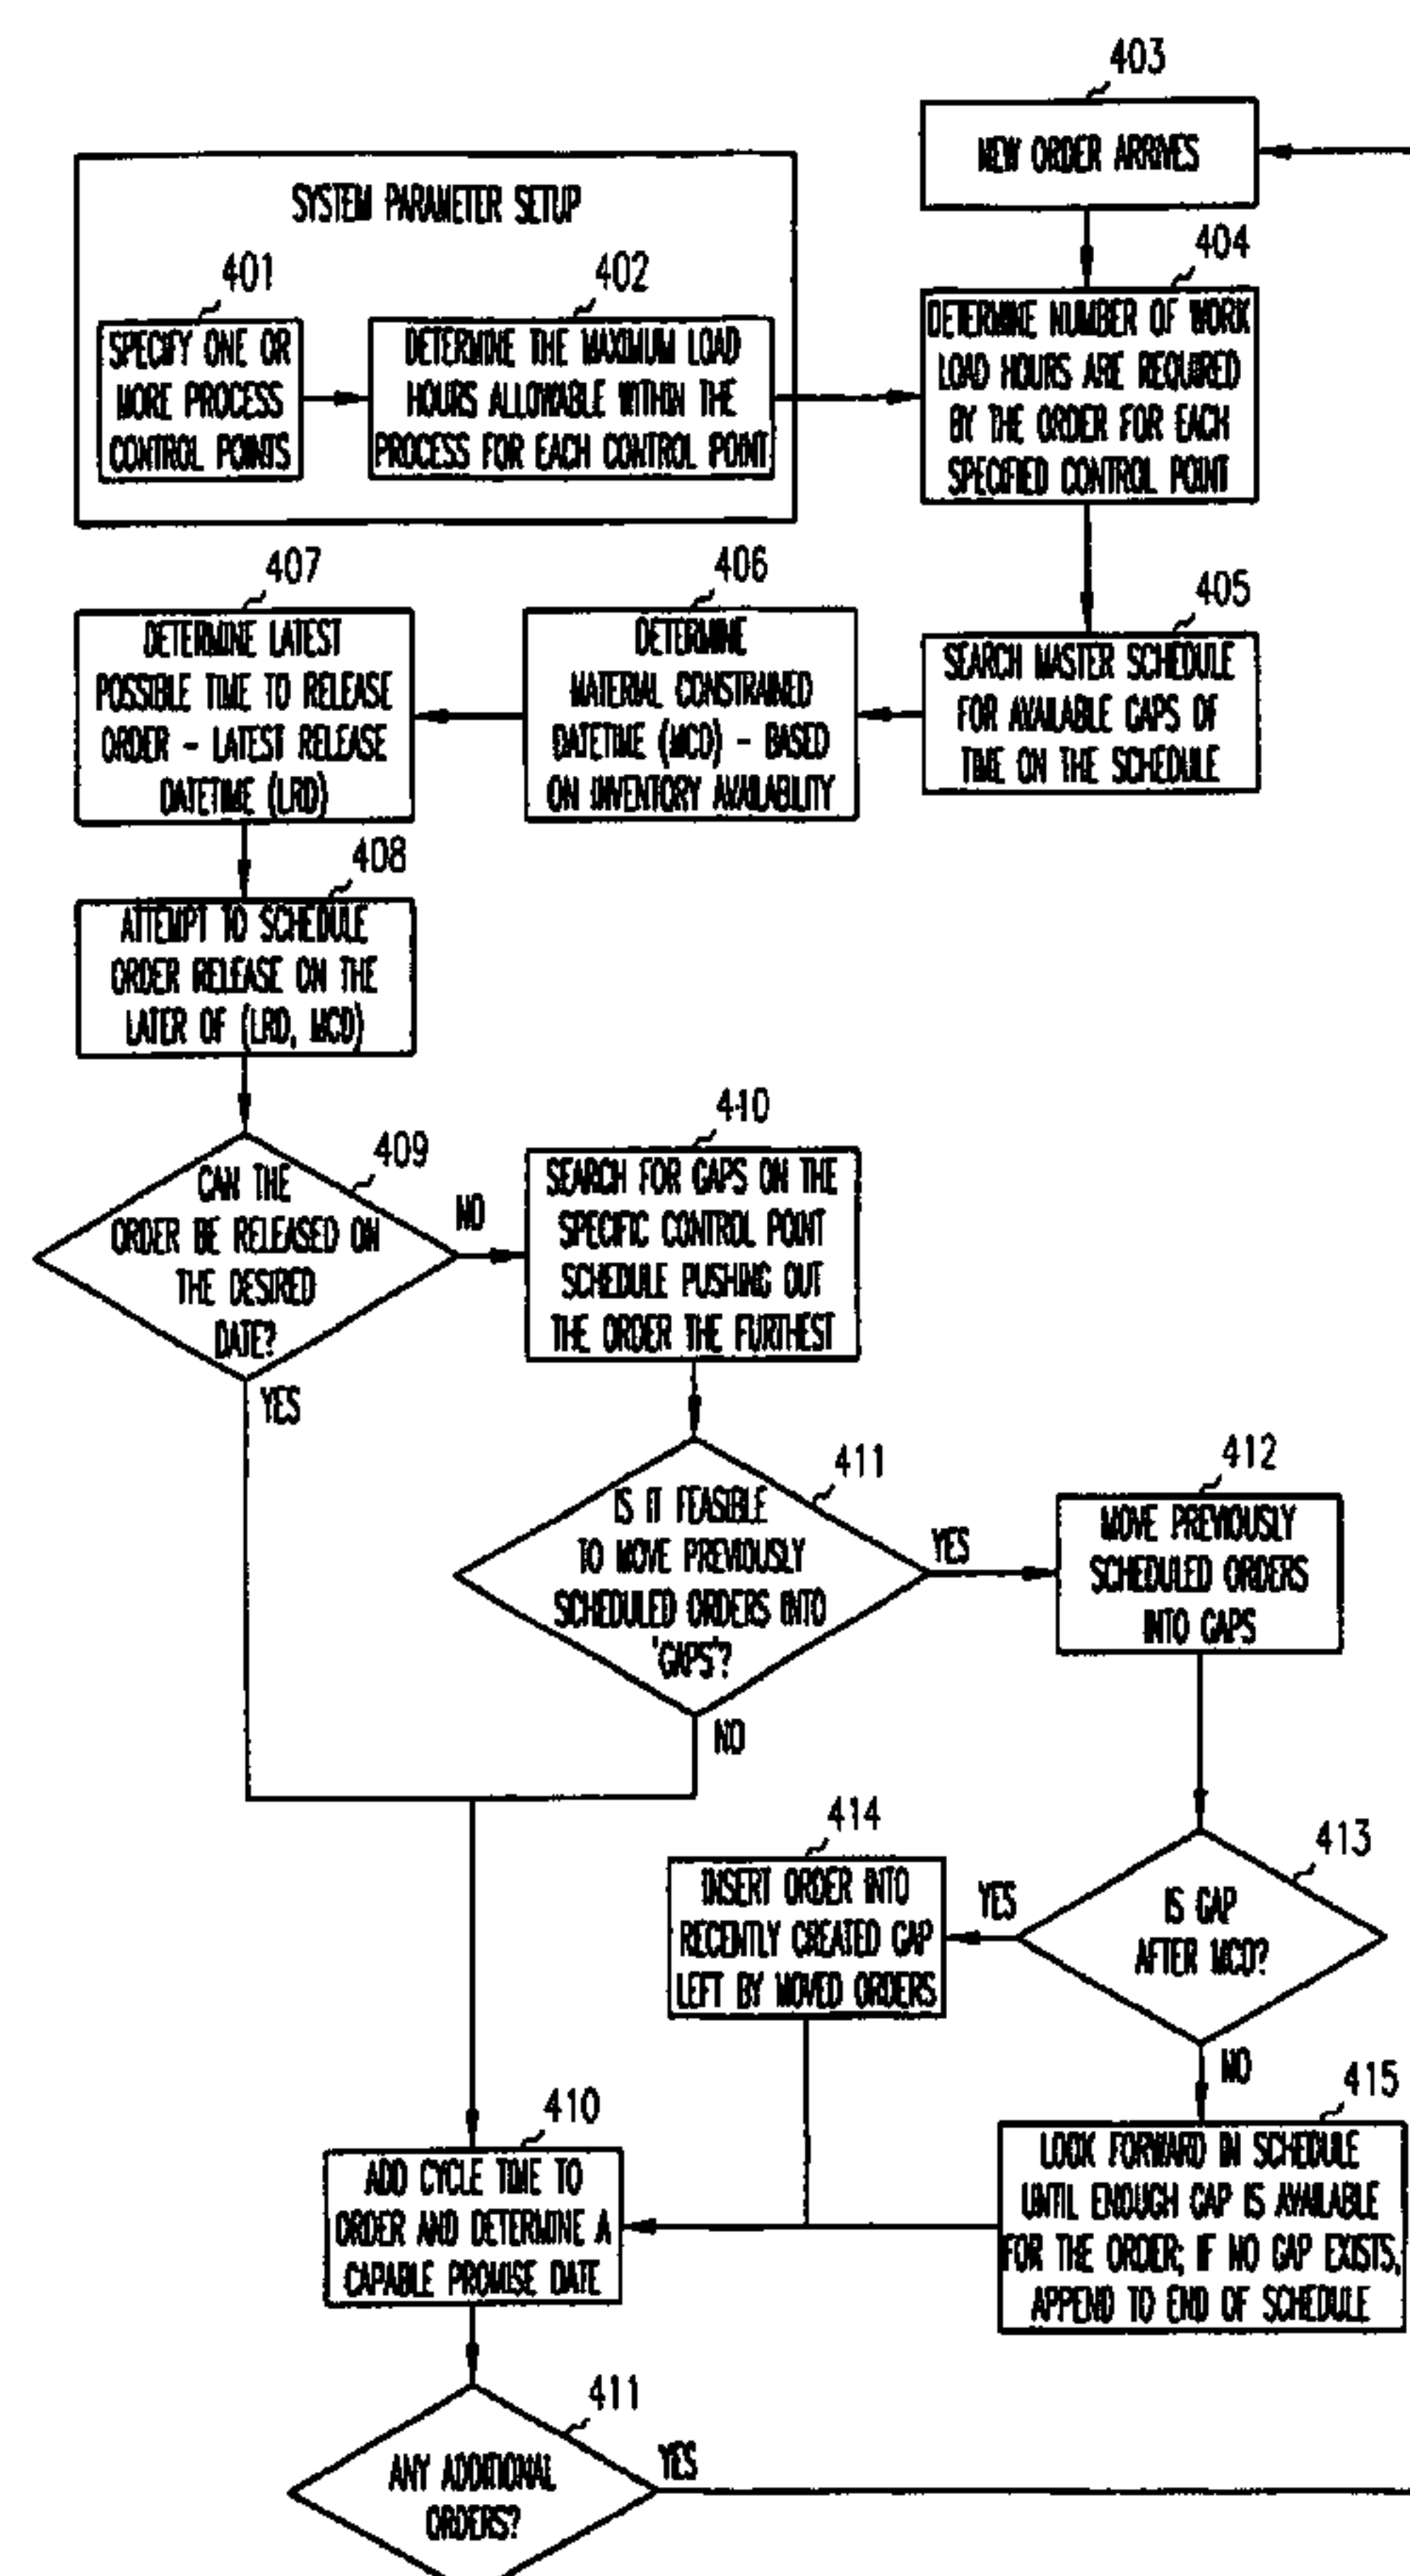 403
NEW ORDER ARRIVES
SYSTEM PARAMETER SETUP
401
SPECIFY ONE OR
MORE PROCESS
CONTROL POINTS
402
DETERMINE THE MAXIMUM LOAD
HOURS ALLOWABLE WITHIN THE
PROCESS FOR EACH CONTROL POINT
404
DETERMINE NUMBER OF WORK
LOAD HOURS ARE REQUIRED
BY THE ORDER FOR EACH
SPECIFIED CONTROL POINT
405
SEARCH MASTER SCHEDULE
FOR AVAILABLE GAPS OF
TIME ON THE SCHEDULE
406
DETERMINE
MATERIAL CONSTRAINED
DATETIME (MCD) - BASED
ON INVENTORY AVAILABILITY
407
DETERMINE LATEST
POSSIBLE TIME TO RELEASE
ORDER - LATEST RELEASE
DATETIME (LRD)
408
ATTEMPT TO SCHEDULE
ORDER RELEASE ON THE
LATER OF (LRD, MCD)
409
CAN THE
ORDER BE RELEASED ON
THE DESIRED
DATE?
NO
YES
410
SEARCH FOR GAPS ON THE
SPECIFIC CONTROL POINT
SCHEDULE PUSHING OUT
THE ORDER THE FURTHEST
411
IS IT FEASIBLE
TO MOVE PREVIOUSLY
SCHEDULED ORDERS INTO
'GAPS'?
YES
NO
412
MOVE PREVIOUSLY
SCHEDULED ORDERS
INTO GAPS
413
IS GAP
AFTER MCD?
YES
NO
414
INSERT ORDER INTO
RECENTLY CREATED GAP
LEFT BY MOVED ORDERS
415
LOOK FORWARD IN SCHEDULE
UNTIL ENOUGH GAP IS AVAILABLE
FOR THE ORDER; IF NO GAP EXISTS,
APPEND TO END OF SCHEDULE
410
ADD CYCLE TIME TO
ORDER AND DETERMINE A
CAPABLE PROMISE DATE
411
ANY ADDITIONAL
ORDERS?
YES